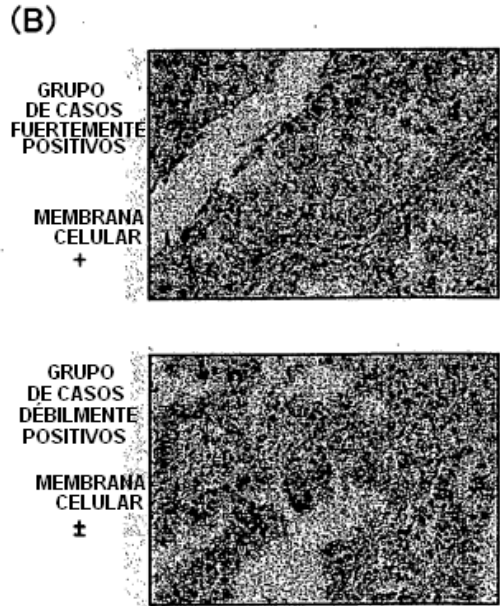 (B)
GRUPO
DE CASOS
FUERTEMENTE
POSITIVOS
MEMBRANA
CELULAR
+
GRUPO
DE CASOS
DÉBILMENTE
POSITIVOS
MEMBRANA
CELULAR
±